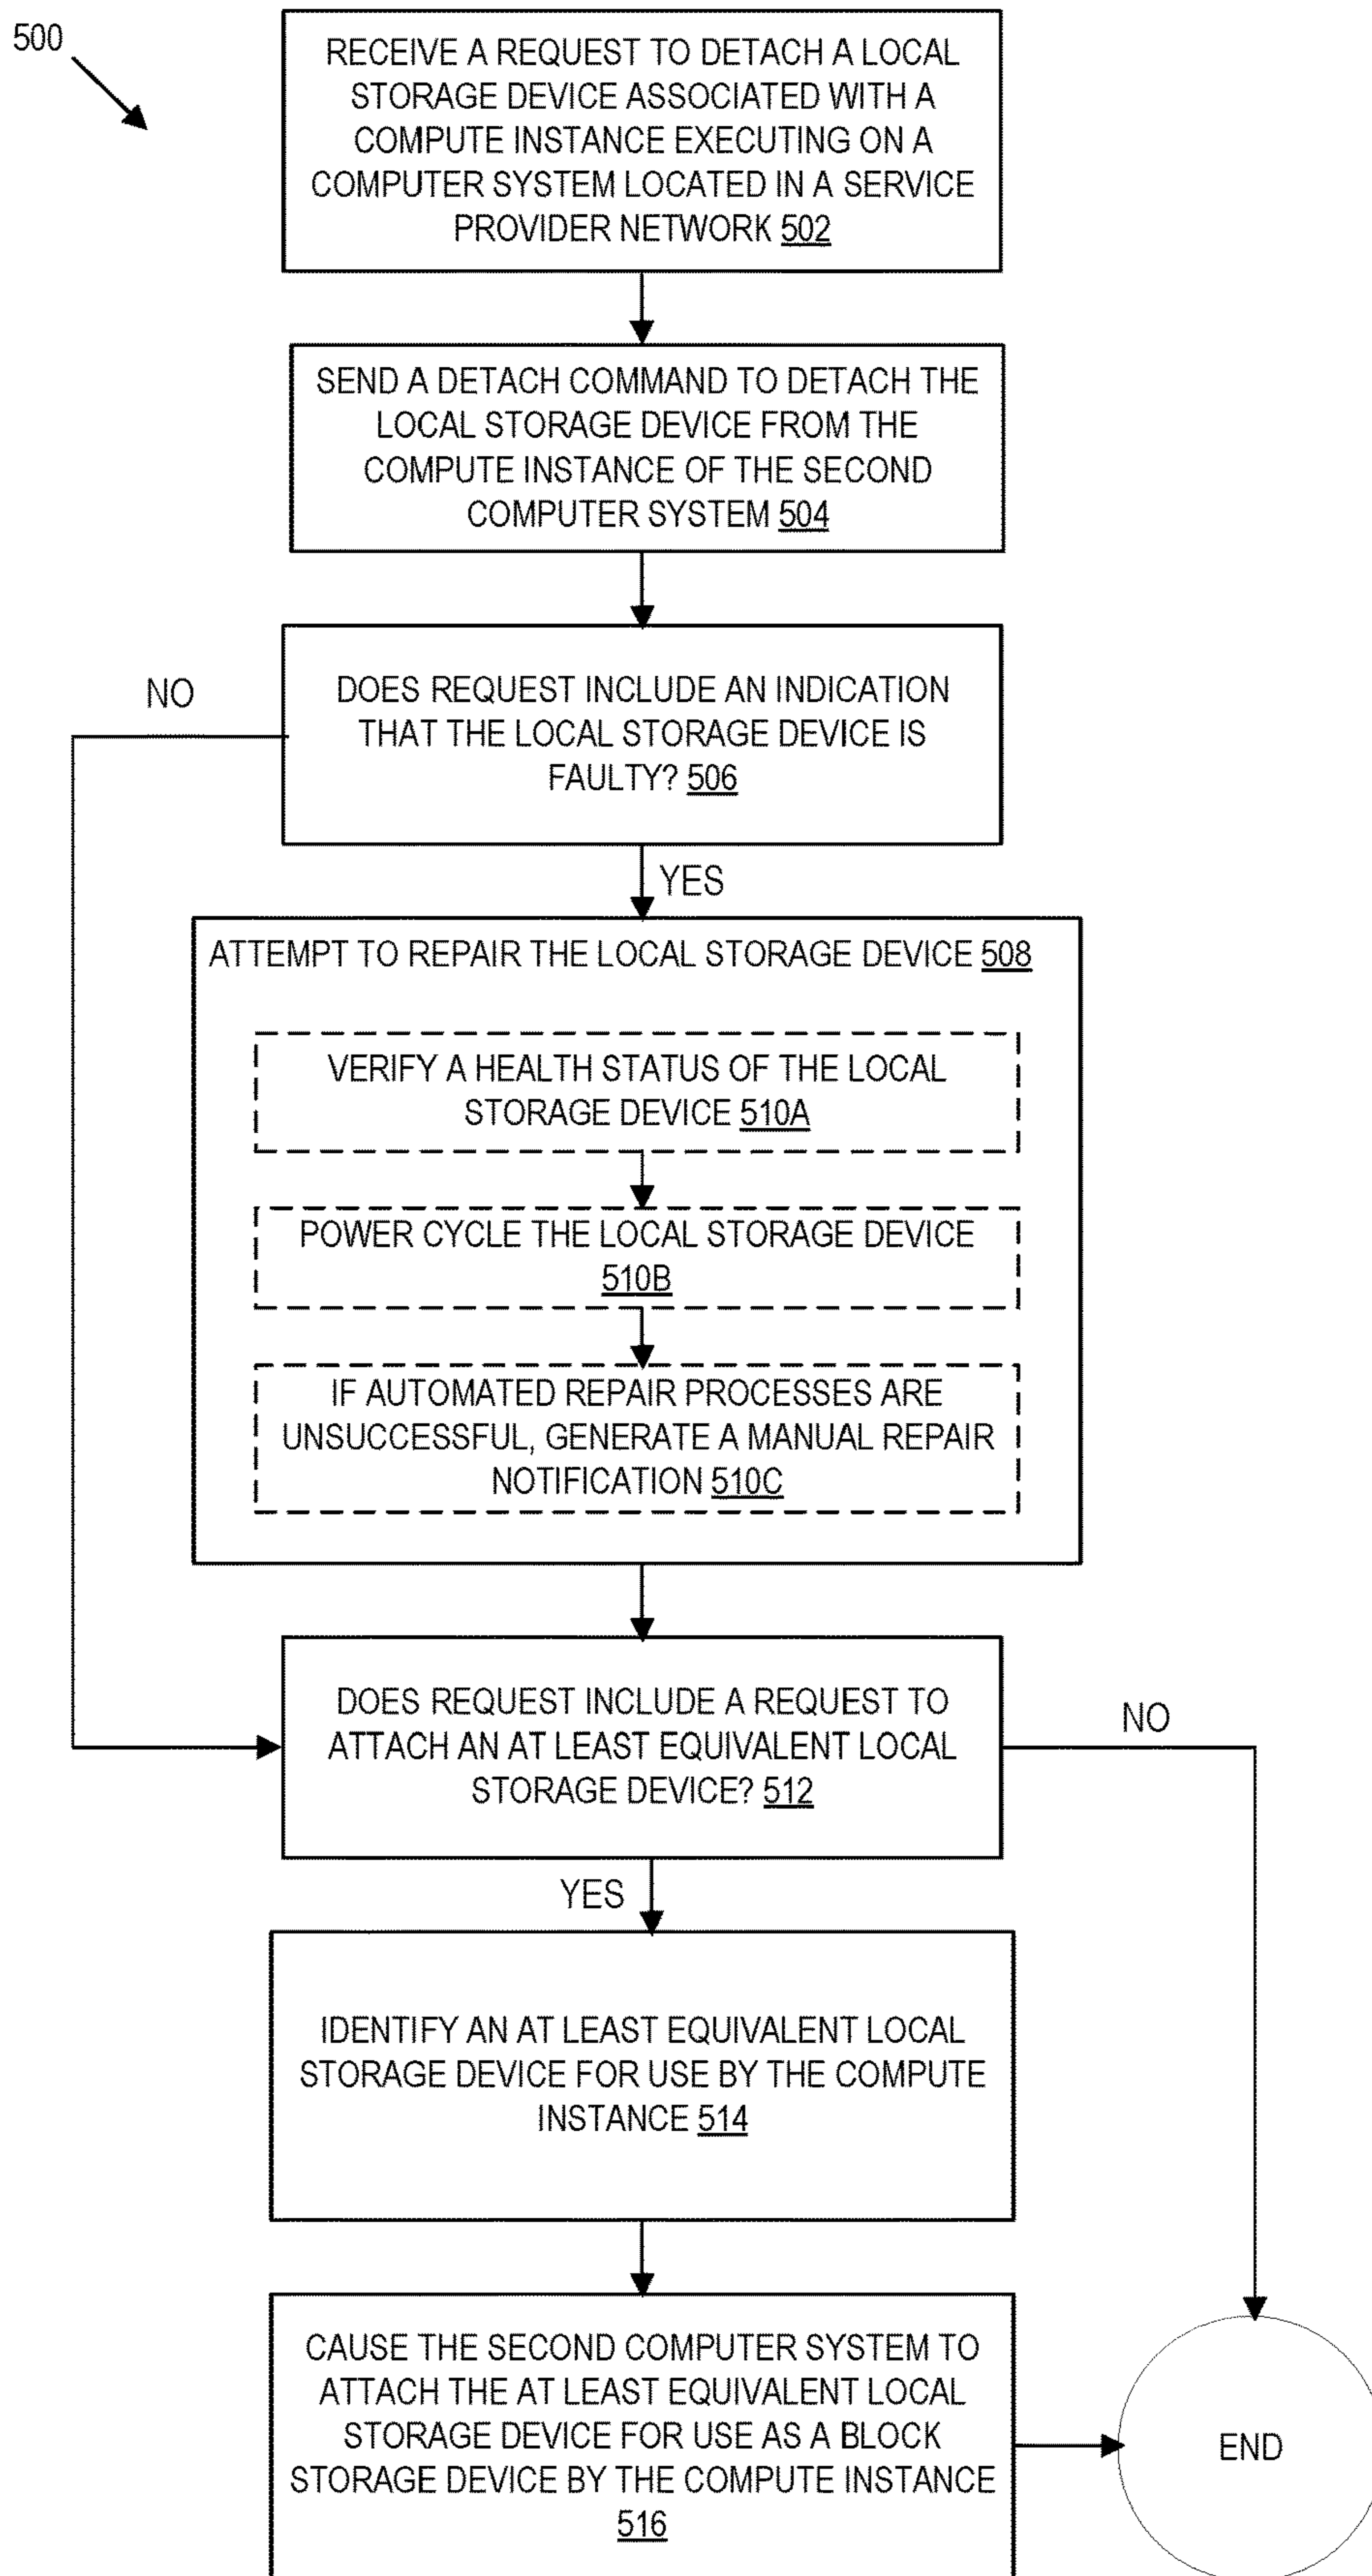 500
RECEIVE A REQUEST TO DETACH A LOCAL
STORAGE DEVICE ASSOCIATED WITH A
COMPUTE INSTANCE EXECUTING ON A
COMPUTER SYSTEM LOCATED IN A SERVICE
PROVIDER NETWORK 502
SEND A DETACH COMMAND TO DETACH THE
LOCAL STORAGE DEVICE FROM THE
COMPUTE INSTANCE OF THE SECOND
COMPUTER SYSTEM 504
NO
DOES REQUEST INCLUDE AN INDICATION
THAT THE LOCAL STORAGE DEVICE IS
FAULTY? 506
YES
ATTEMPT TO REPAIR THE LOCAL STORAGE DEVICE 508
VERIFY A HEALTH STATUS OF THE LOCAL
STORAGE DEVICE 510A
POWER CYCLE THE LOCAL STORAGE DEVICE
510B
IF AUTOMATED REPAIR PROCESSES ARE
UNSUCCESSFUL, GENERATE A MANUAL REPAIR
NOTIFICATION 510C
DOES REQUEST INCLUDE A REQUEST TO
ATTACH AN AT LEAST EQUIVALENT LOCAL
STORAGE DEVICE? 512
NO
YES
IDENTIFY AN AT LEAST EQUIVALENT LOCAL
STORAGE DEVICE FOR USE BY THE COMPUTE
INSTANCE 514
CAUSE THE SECOND COMPUTER SYSTEM TO
ATTACH THE AT LEAST EQUIVALENT LOCAL
STORAGE DEVICE FOR USE AS A BLOCK
STORAGE DEVICE BY THE COMPUTE INSTANCE
516
END